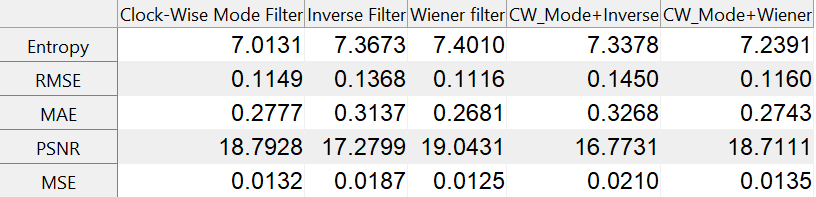 Clock-Wise Mode Filter Inverse Filter Wiener filter CW_Mode+Inverse CW_Mode+Wiener
Entropy 7.0131 7.3673 7.4010 7.3378 7.2391
RMSE 0.1149 0.1368 0.1116 0.1450 0.1160
MAE 0.2777 0.3137 0.2681 0.3268 0.2743
PSNR 18.7928 17.2799 19.0431 16.7731 18.7111
MSE 0.0132 0.0187 0.0125 0.0210 0.0135